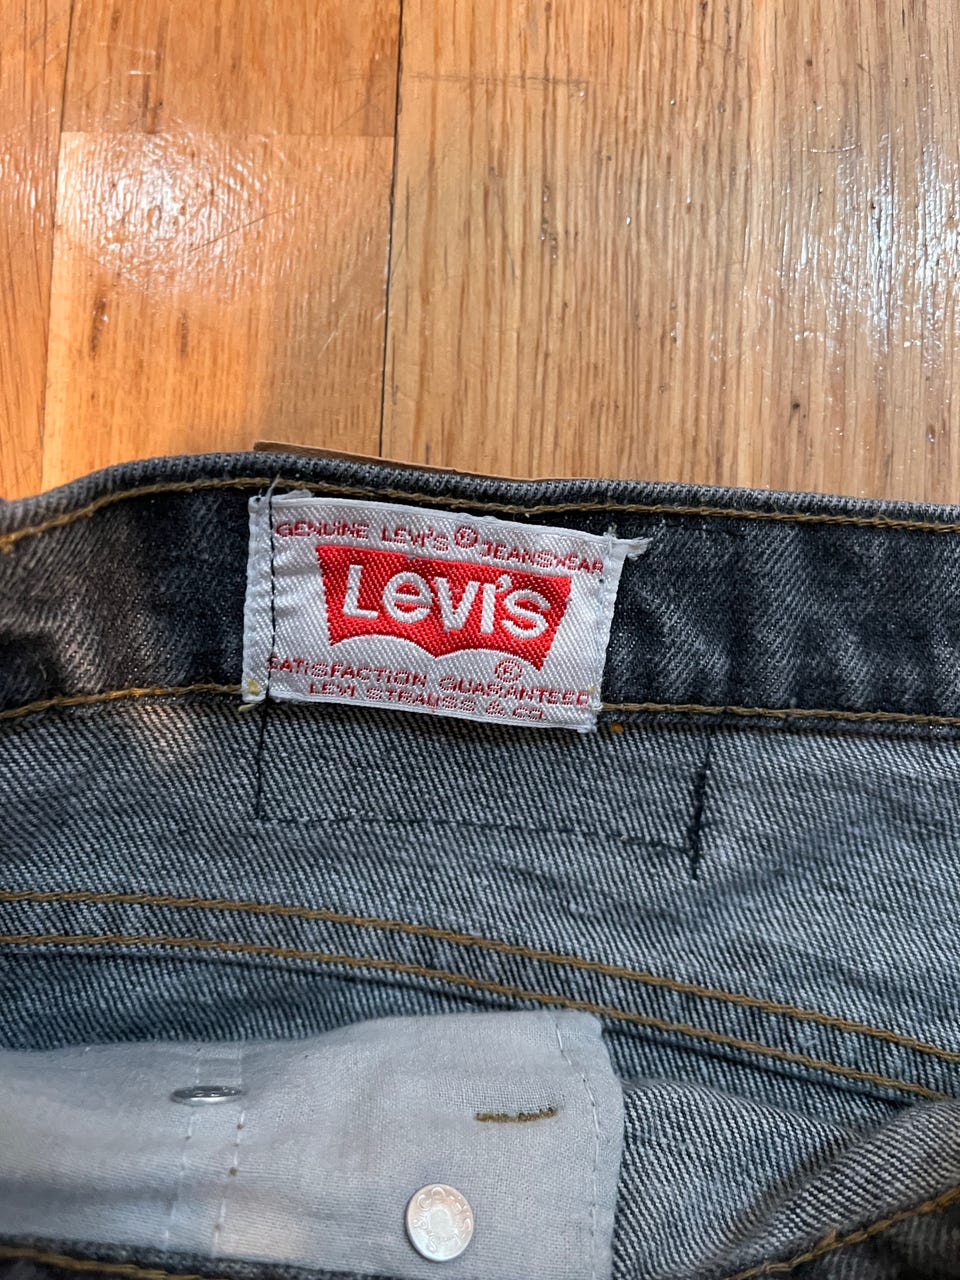 GENUINE LEVI'S ® JEANSWEAR
LEVI'S
®
SATISFACTION GUARANTEED
LEVI STRAUSS & CO.